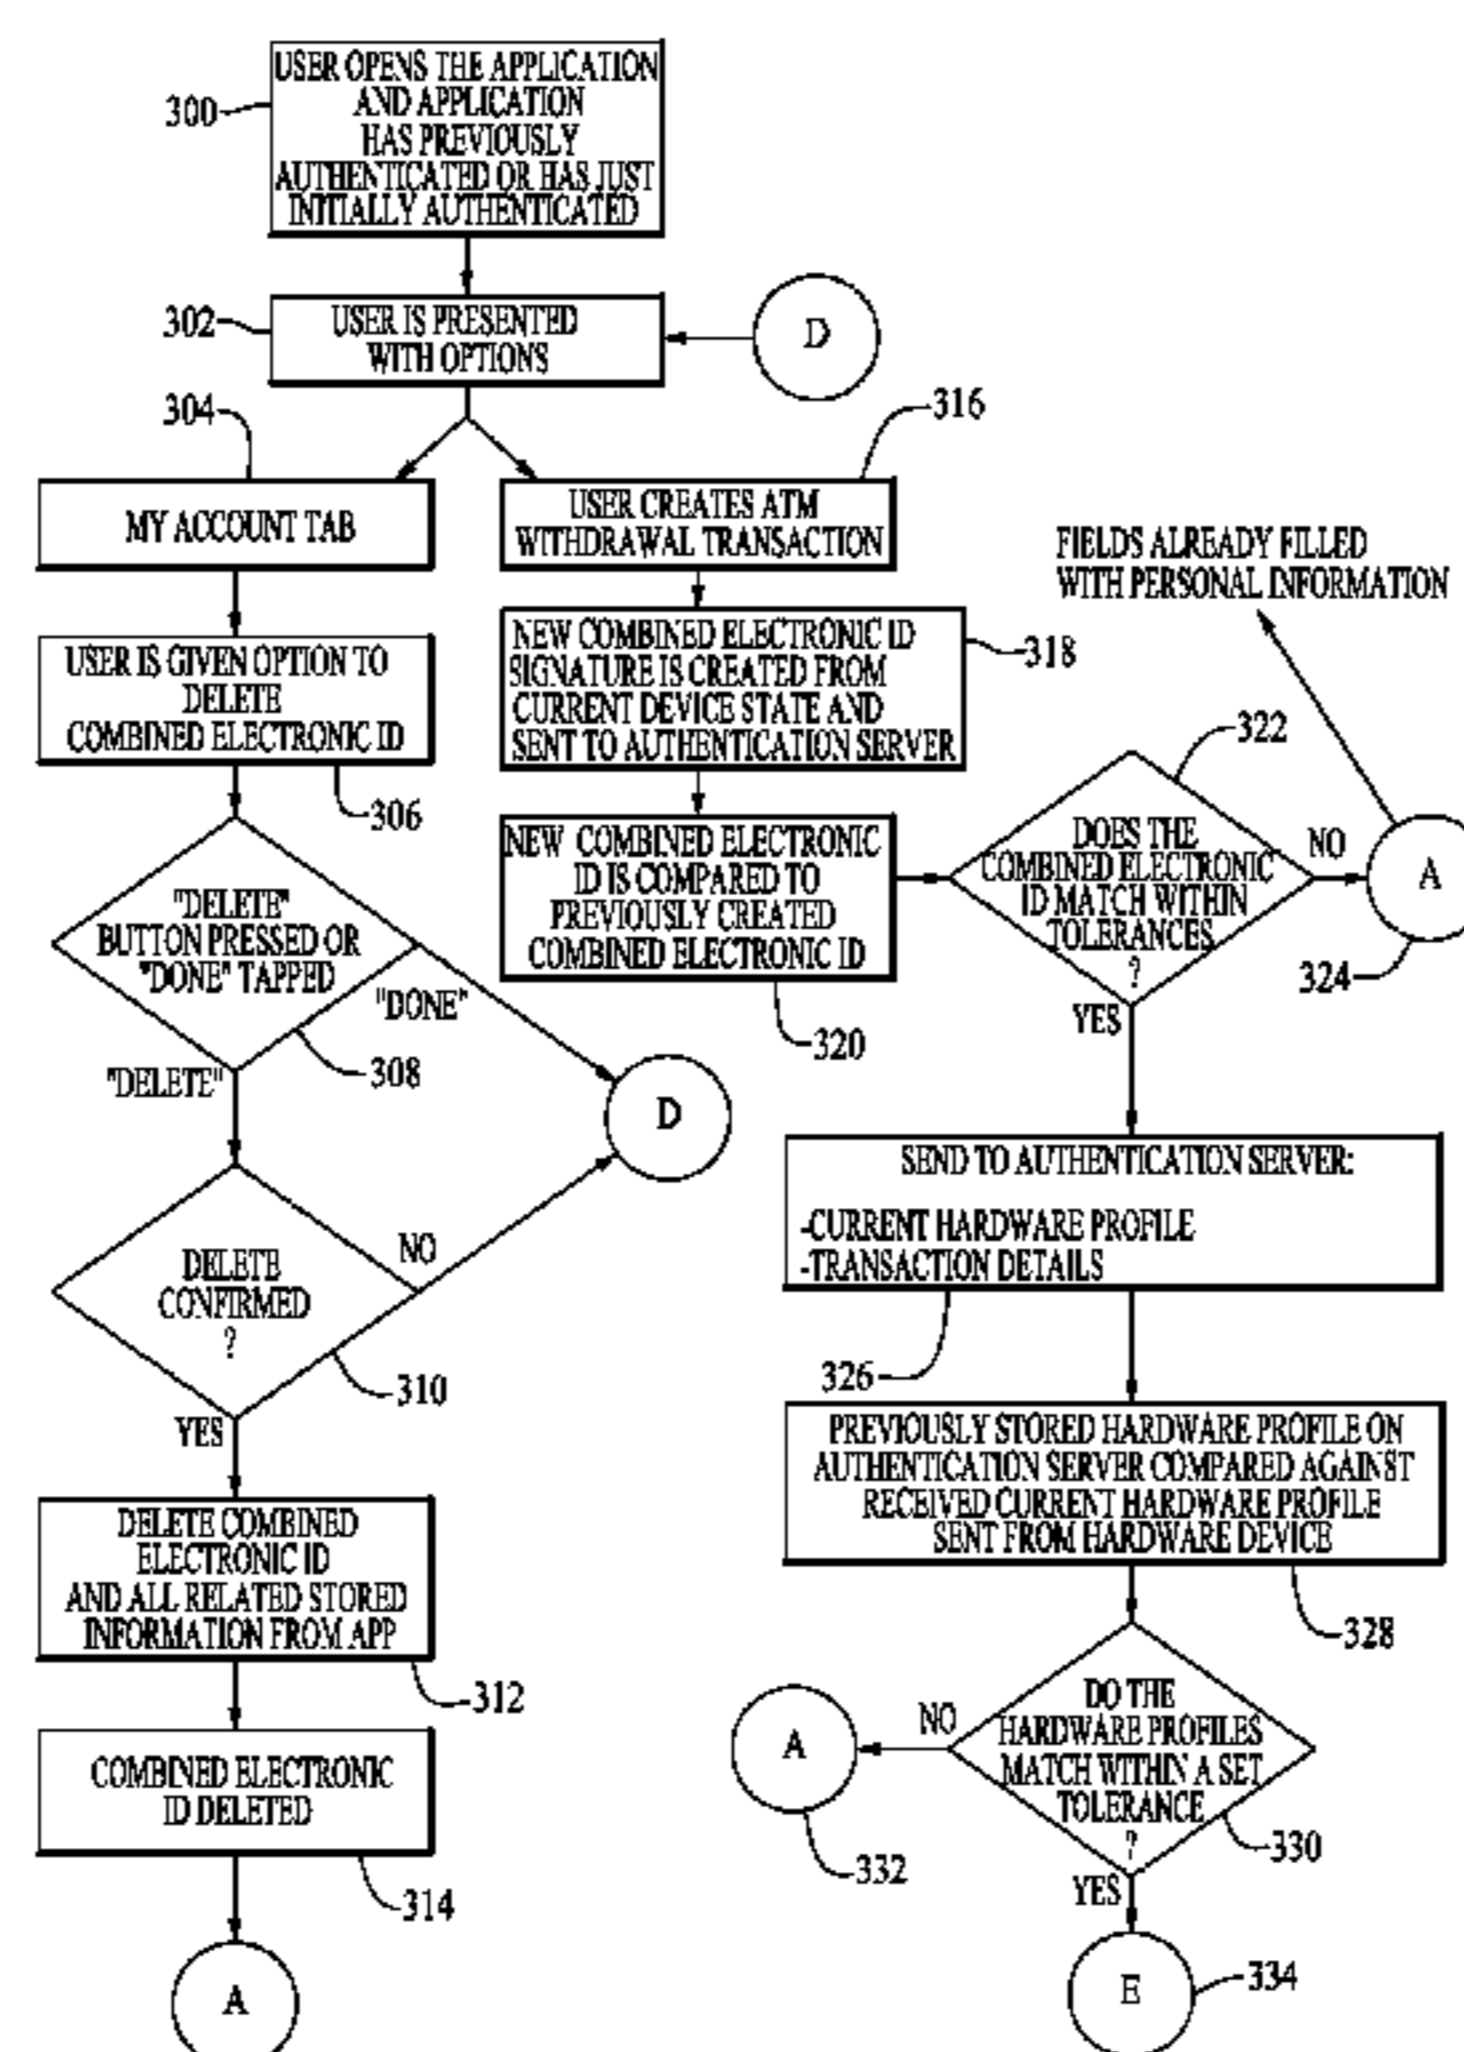 USER OPENS THE APPLICATION
AND APPLICATION
HAS PREVIOUSLY
AUTHENTICATED OR HAS JUST
INITIALLY AUTHENTICATED
300
USER IS PRESENTED
WITH OPTIONS
302
D
304
MY ACCOUNT TAB
316
USER CREATES ATM
WITHDRAWAL TRANSACTION
FIELDS ALREADY FILLED
WITH PERSONAL INFORMATION
USER IS GIVEN OPTION TO
DELETE
COMBINED ELECTRONIC ID
306
NEW COMBINED ELECTRONIC ID
SIGNATURE IS CREATED FROM
CURRENT DEVICE STATE AND
SENT TO AUTHENTICATION SERVER
318
NEW COMBINED ELECTRONIC
ID IS COMPARED TO
PREVIOUSLY CREATED
COMBINED ELECTRONIC ID
320
322
DOES THE
COMBINED ELECTRONIC
ID MATCH WITHIN
TOLERANCES
?
NO
A
324
YES
"DELETE"
BUTTON PRESSED OR
"DONE" TAPPED
"DONE"
308
"DELETE"
D
DELETE
CONFIRMED
?
NO
310
YES
SEND TO AUTHENTICATION SERVER:
-CURRENT HARDWARE PROFILE
-TRANSACTION DETAILS
326
PREVIOUSLY STORED HARDWARE PROFILE ON
AUTHENTICATION SERVER COMPARED AGAINST
RECEIVED CURRENT HARDWARE PROFILE
SENT FROM HARDWARE DEVICE
328
DELETE COMBINED
ELECTRONIC ID
AND ALL RELATED STORED
INFORMATION FROM APP
312
COMBINED ELECTRONIC
ID DELETED
314
A
DO THE
HARDWARE PROFILES
MATCH WITHIN A SET
TOLERANCE
?
330
NO
A
332
YES
E
334